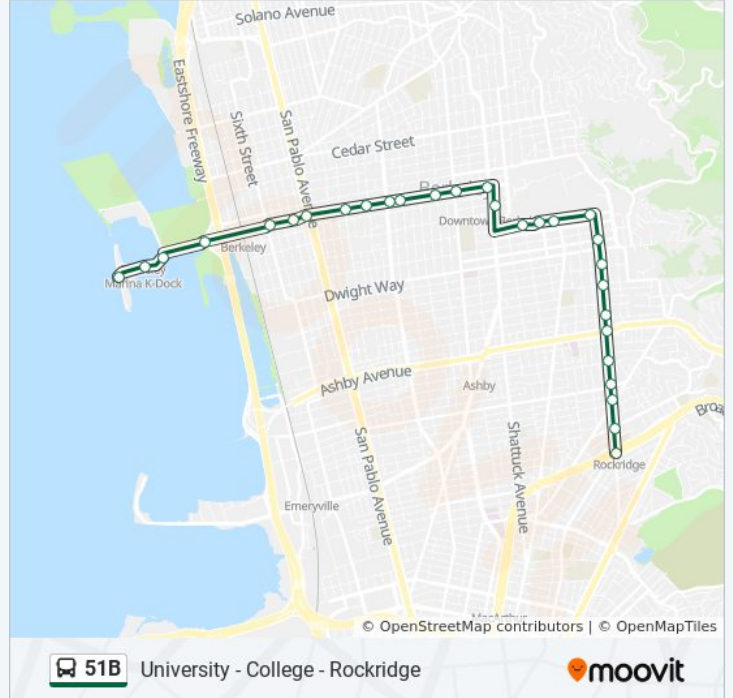 Solano Avenue
Eastshore Freeway
Sixth Street
San Pablo Avenue
Cedar Street
Downtown
Berkeley
Marina K-Dock
Dwight Way
Ashby Avenue
Ashby
San Pablo Avenue
Shattuck Avenue
Rockridge
Emeryville
© OpenStreetMap contributors | © OpenMapTiles
51B University - College - Rockridge
moovit